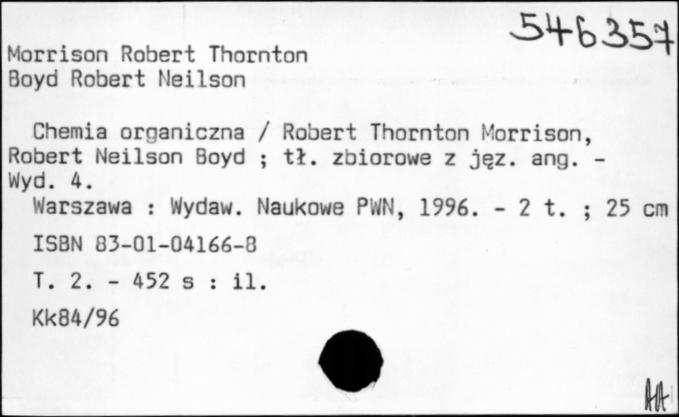 546357
Morrison Robert Thornton
Boyd Robert Neilson
Chemia organiczna / Robert Thornton Morrison,
Robert Neilson Boyd ; tł. zbiorowe z jęz. ang. -
Wyd. 4.
Warszawa : Wydaw. Naukowe PWN, 1996. - 2 t. ; 25 cm
ISBN 83-01-04166-8
T. 2. - 452 s : il.
Kk84/96
AA